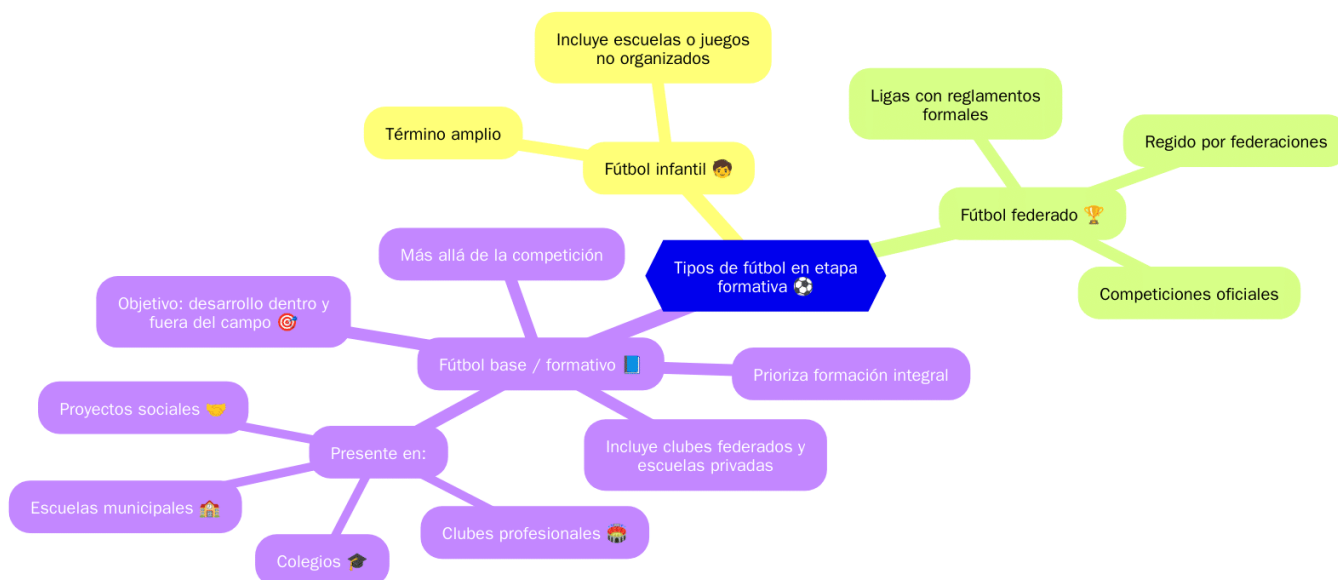 Incluye escuelas o juegos
no organizados
Término amplio
Fútbol infantil 🧒
Ligas con reglamentos
formales
Regido por federaciones
Fútbol federado 🏆
Competiciones oficiales
Tipos de fútbol en etapa
formativa ⚽
Más allá de la competición
Objetivo: desarrollo dentro y
fuera del campo 🎯
Fútbol base / formativo 📘
Prioriza formación integral
Incluye clubes federados y
escuelas privadas
Proyectos sociales 🤝
Presente en:
Escuelas municipales 🏫
Clubes profesionales 🏟️
Colegios 🎓